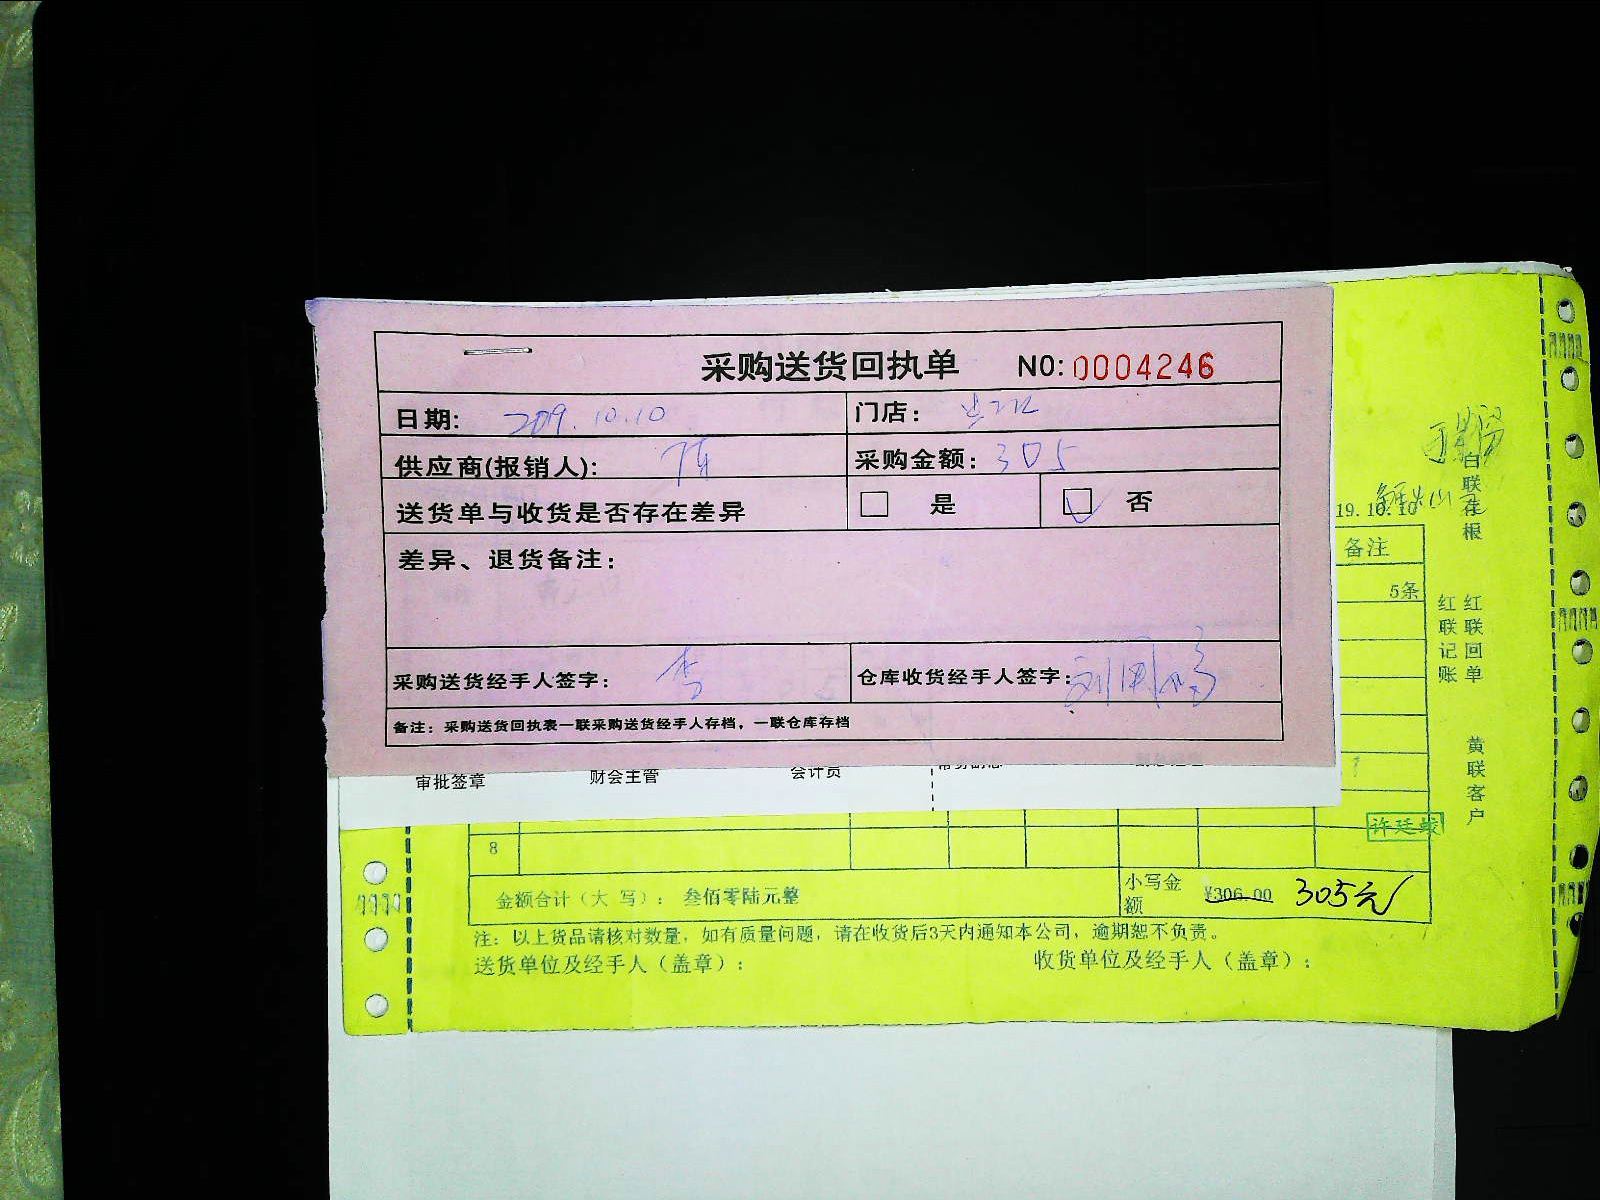 采购送货回执单 NO:0004246
日期: 2019.10.10 门店:
供应商(报销人): 采购金额: 305
送货单与收货是否存在差异 是 否
差异、退货备注:
采购送货经手人签字: 李 仓库收货经手人签字:
备注: 采购送货回执表一联采购送货经手人存档，一联仓库存档
审批签章 财会主管 会计员
19.10.10
备注
5条
白联存根
红联记账
红联回单
黄联客户
许廷蛟
8
金额合计（大 写）: 叁佰零陆元整 小写金额 ¥306.00 305元
注: 以上货品请核对数量，如有质量问题，请在收货后3天内通知本公司，逾期恕不负责。
送货单位及经手人（盖章）: 收货单位及经手人（盖章）: